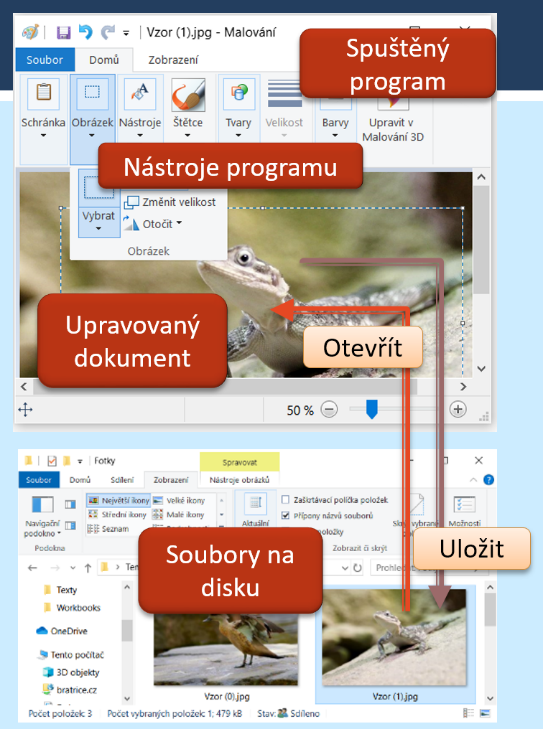 Vzor (1).jpg - Malování
Spuštěný
program
Soubor Domů Zobrazení
Schránka Obrázek Nástroje Štětce Tvary Velikost Barvy Upravit v
Malování 3D
Nástroje programu
Změnit velikost
Vybrat
Otočit
Obrázek
Upravovaný
dokument
Otevřít
50 %
Fotky
Spravovat
Soubor Domů Sdílení Zobrazení Nástroje obrázků
Největší ikony Velké ikony
Střední ikony Malé ikony
Seznam
Navigační
podokno
Podokna
Aktuální
Zaškrtávací políčka položek
Přípony názvů souborů
Možnosti
Zobrazit či skrýt
Soubory na
disku
Uložit
Texty
Workbooks
OneDrive
Tento počítač
3D objekty
bratrice.cz
Vzor (0).jpg
Vzor (1).jpg
Počet položek: 3 Počet vybraných položek: 1; 479 kB Stav: Sdíleno